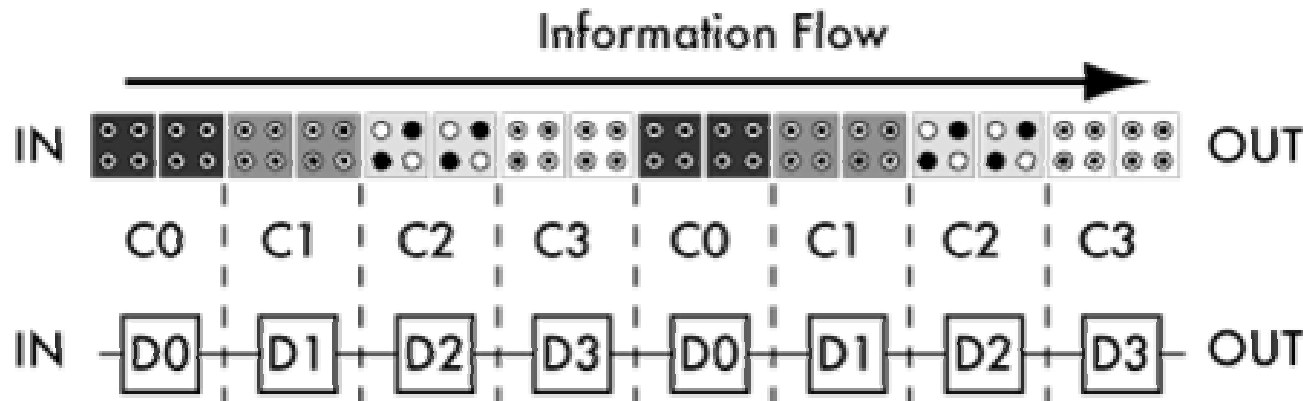 Information Flow
IN OUT
C0 C1 C2 C3 C0 C1 C2 C3
IN D0 D1 D2 D3 D0 D1 D2 D3 OUT